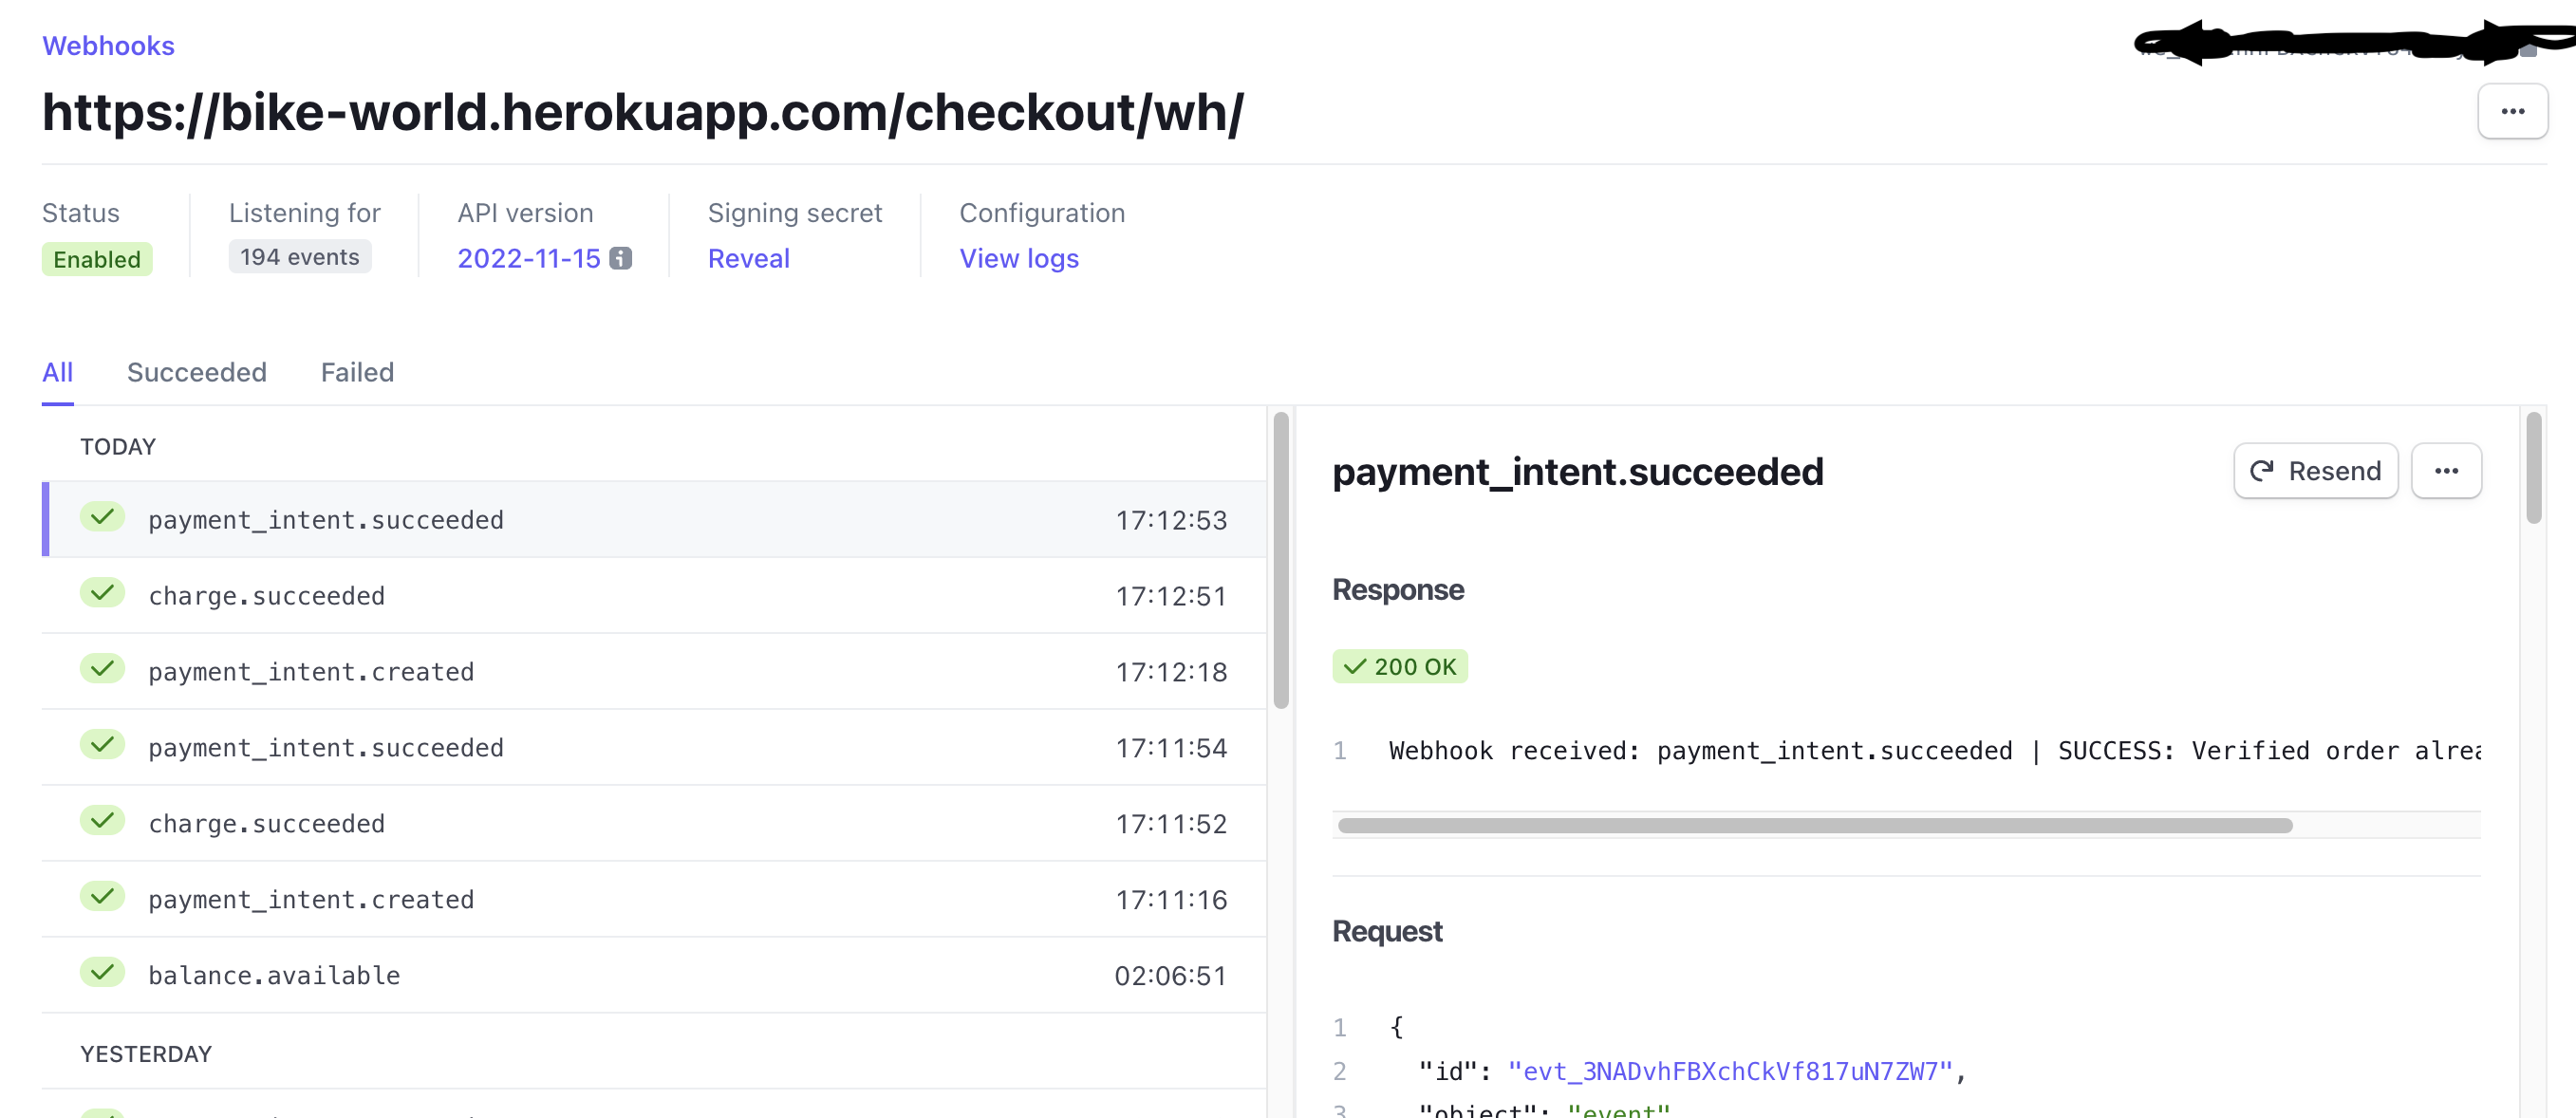 Webhooks
https://bike-world.herokuapp.com/checkout/wh/
Status
Listening for
API version
Signing secret
Configuration
Enabled
194 events
2022-11-15
Reveal
View logs
All
Succeeded
Failed
TODAY
payment_intent.succeeded 17:12:53
charge.succeeded 17:12:51
payment_intent.created 17:12:18
payment_intent.succeeded 17:11:54
charge.succeeded 17:11:52
payment_intent.created 17:11:16
balance.available 02:06:51
YESTERDAY
payment_intent.succeeded
Resend
Response
200 OK
1 Webhook received: payment_intent.succeeded | SUCCESS: Verified order alrea
Request
1 {
2 "id": "evt_3NADvhFBXchCkVf817uN7ZW7",
3 "object": "event"